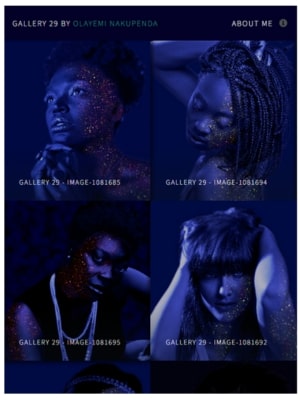 GALLERY 29 BY OLAYEMI NAKUPENDA
ABOUT ME
GALLERY 29 - IMAGE-1081685
GALLERY 29 - IMAGE-1081694
GALLERY 29 - IMAGE-1081695
GALLERY 29 - IMAGE-1081692